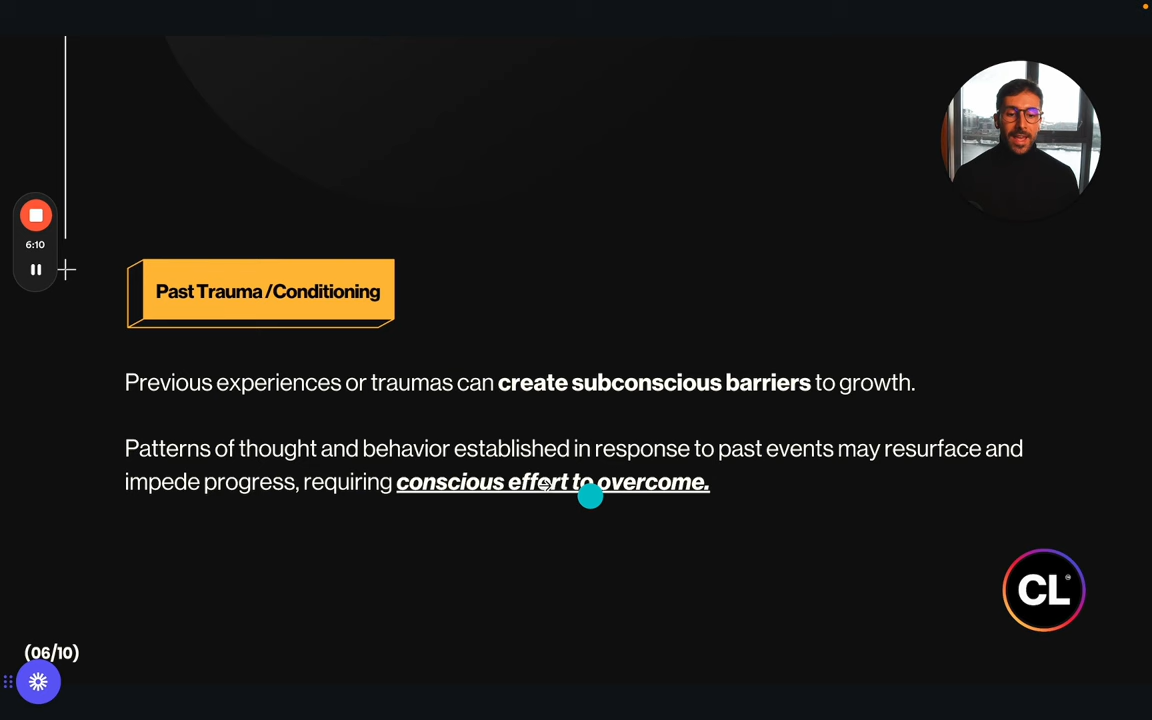 6:10
Past Trauma /Conditioning
Previous experiences or traumas can create subconscious barriers to growth.
Patterns of thought and behavior established in response to past events may resurface and
impede progress, requiring conscious effort to overcome.
CL
(06/10)